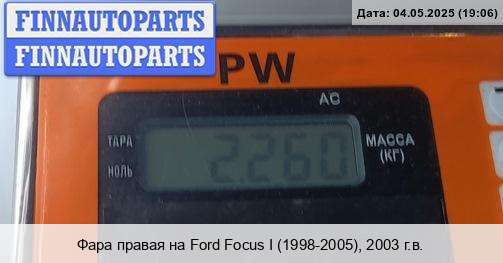 FINNAUTOPARTS
FINNAUTOPARTS
Дата: 04.05.2025 (19:06)
PW
AC
ТАРА
НОЛЬ
2.260
МАССА
(КГ)
Фара правая на Ford Focus I (1998-2005), 2003 г.в.